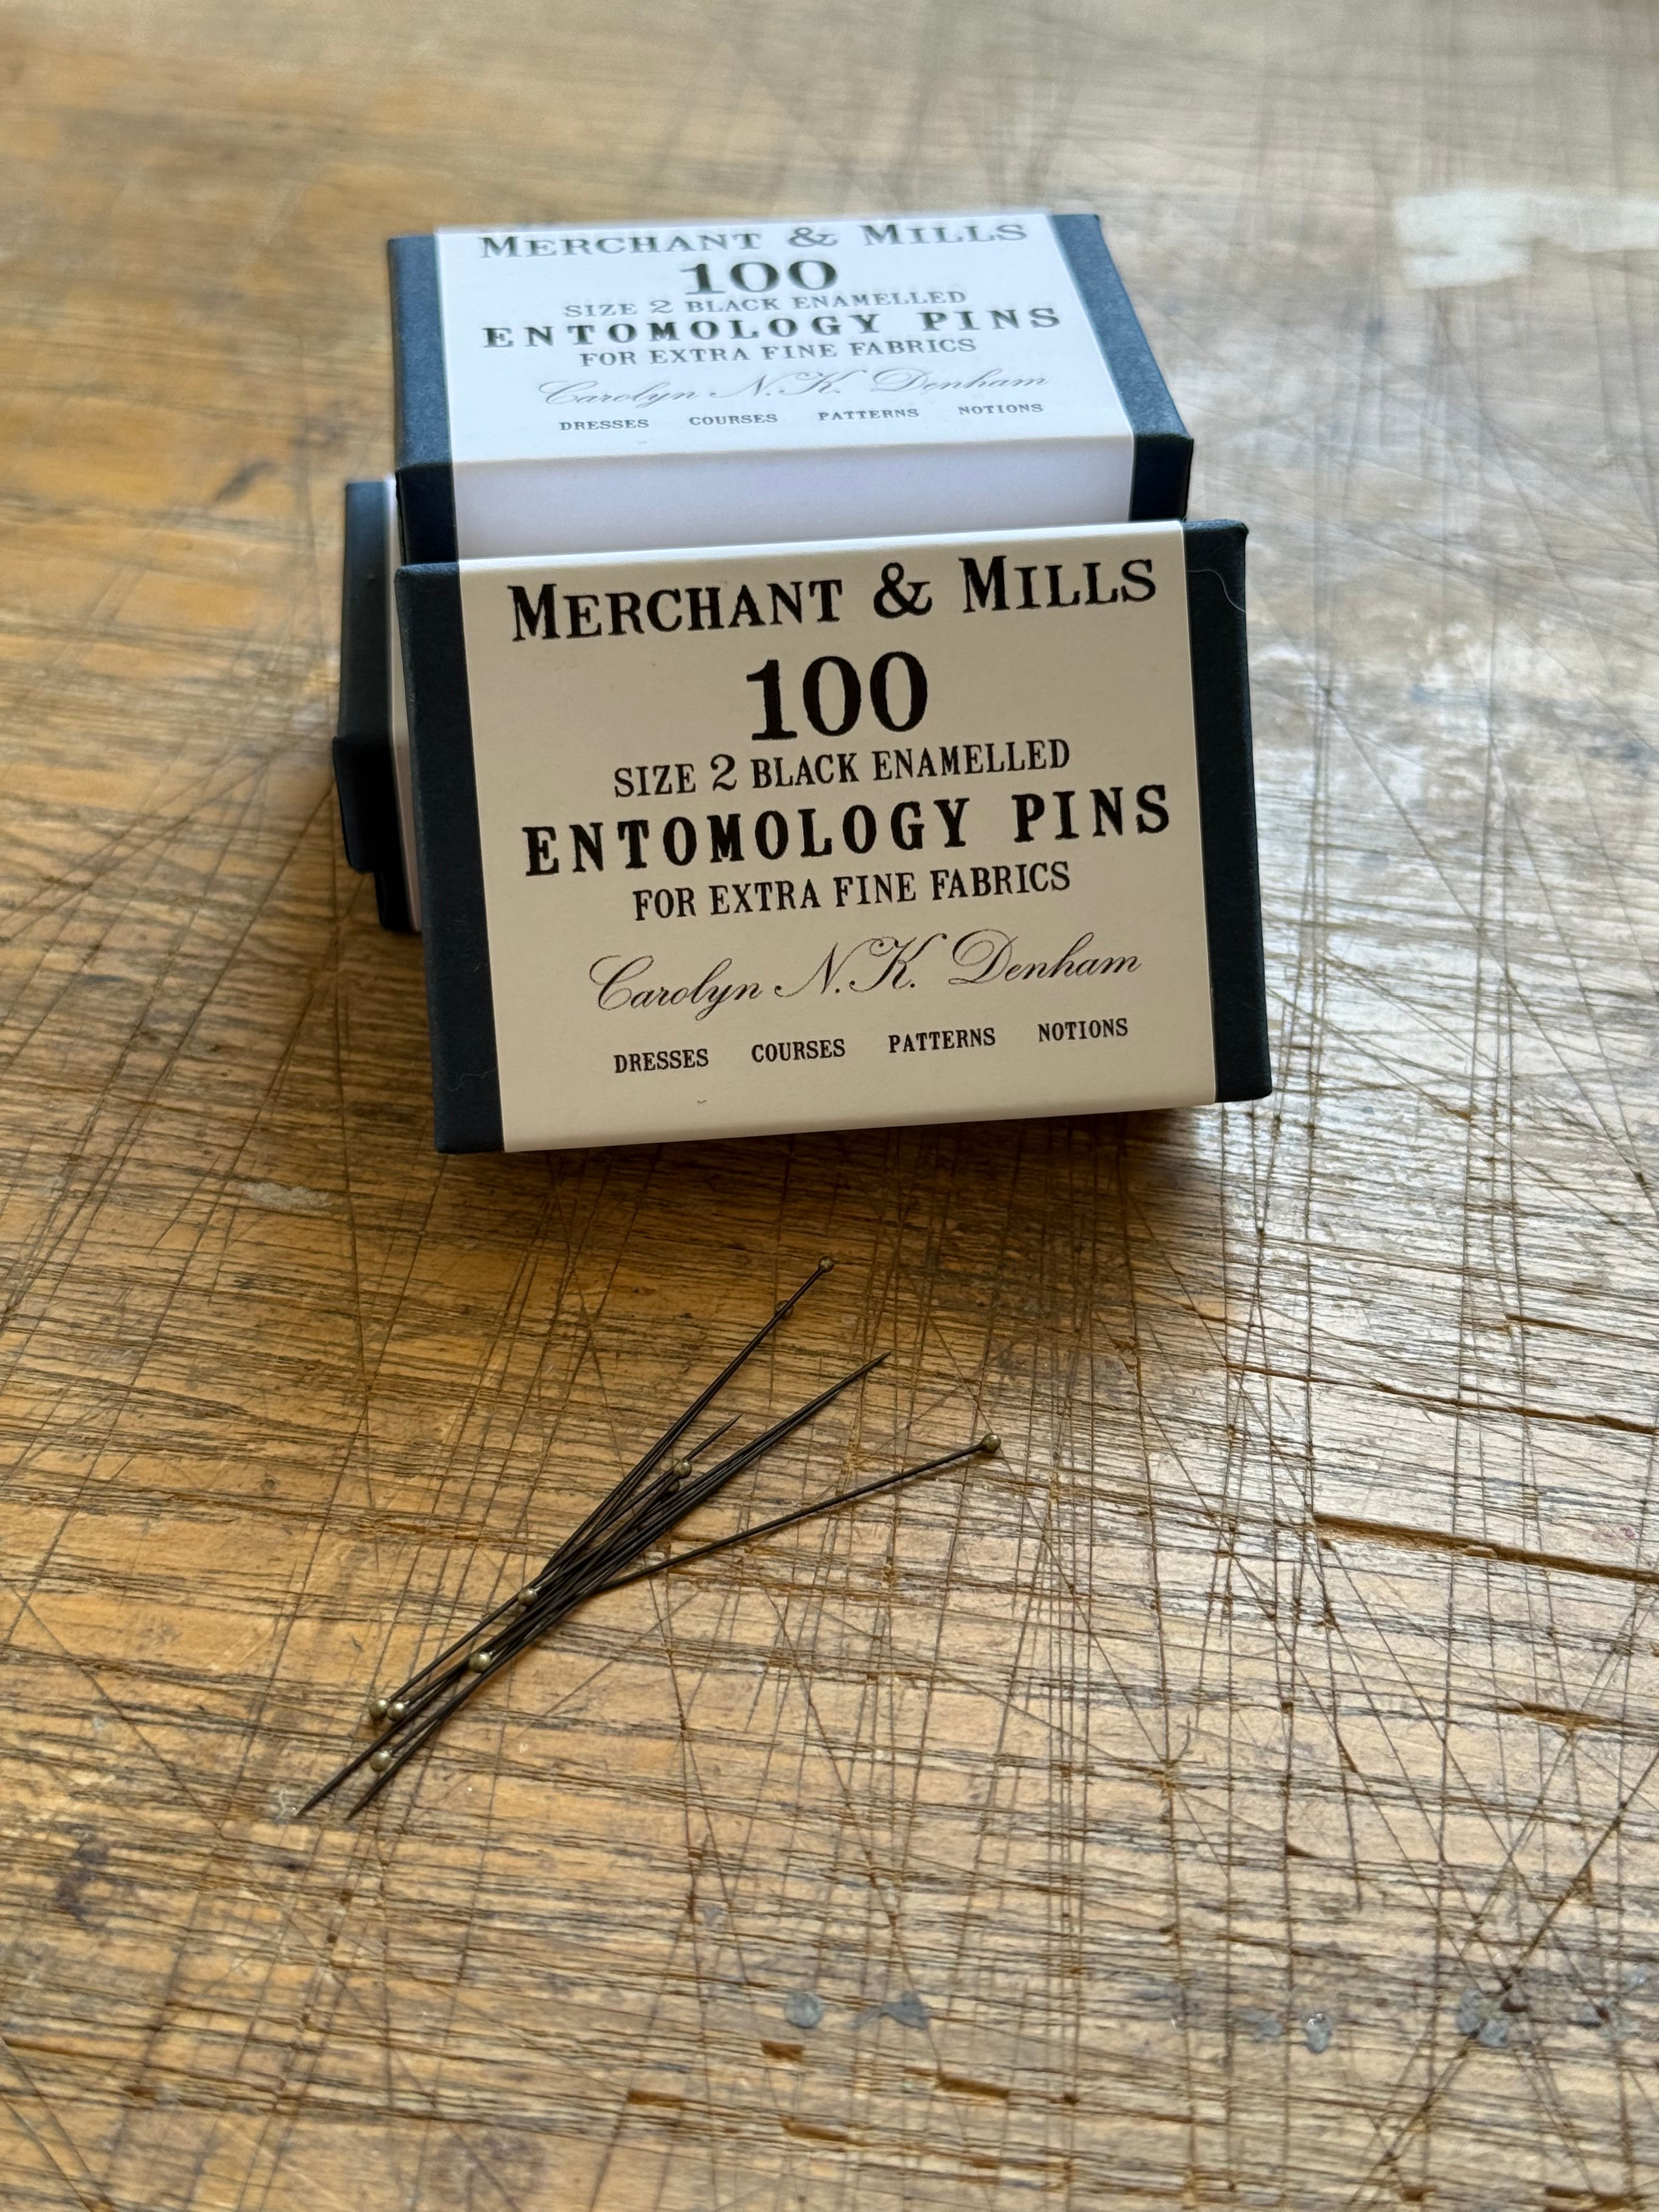 MERCHANT & MILLS
100
SIZE 2 BLACK ENAMELLED
ENTOMOLOGY PINS
FOR EXTRA FINE FABRICS
Carolyn N.K. Denham
DRESSES COURSES PATTERNS NOTIONS
MERCHANT & MILLS
100
SIZE 2 BLACK ENAMELLED
ENTOMOLOGY PINS
FOR EXTRA FINE FABRICS
Carolyn N.K. Denham
DRESSES COURSES PATTERNS NOTIONS